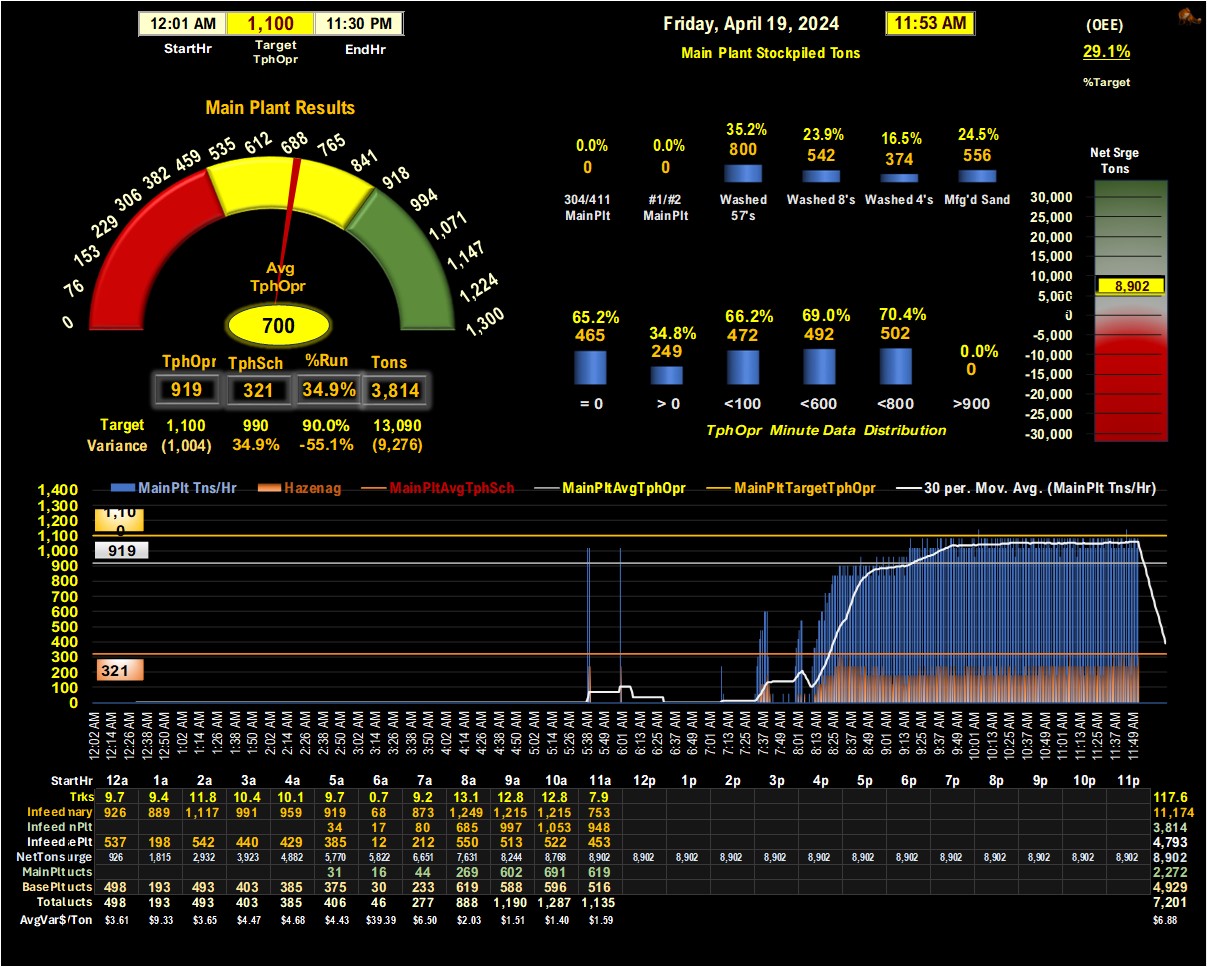 12:01 AM 1,100 11:30 PM
StartHr Target TphOpr EndHr
Friday, April 19, 2024 11:53 AM
Main Plant Stockpiled Tons
(OEE)
29.1%
%Target
Main Plant Results
0 76 153 229 306 382 459 535 612 688 765 841 918 994 1,071 1,147 1,224 1,300
Avg
TphOpr
700
TphOpr TphSch %Run Tons
919 321 34.9% 3,814
Target 1,100 990 90.0% 13,090
Variance (1,004) 34.9% -55.1% (9,276)
0.0% 0.0% 35.2% 23.9% 16.5% 24.5%
0 0 800 542 374 556
304/411 #1/#2 Washed Washed 8's Washed 4's Mfg'd Sand
MainPlt MainPlt 57's
65.2% 34.8% 66.2% 69.0% 70.4% 0.0%
465 249 472 492 502 0
= 0 > 0 <100 <600 <800 >900
TphOpr Minute Data Distribution
Net Srge
Tons
30,000
25,000
20,000
15,000
10,000
8,902
5,000
0
-5,000
-10,000
-15,000
-20,000
-25,000
-30,000
MainPlt Tns/Hr Hazenag MainPltAvgTphSch MainPltAvgTphOpr MainPltTargetTphOpr 30 per. Mov. Avg. (MainPlt Tns/Hr)
1,400
1,300
1,200
1,100
1,000
900
800
700
600
500
400
300
200
100
0
1,100
919
321
12:02 AM 12:14 AM 12:26 AM 12:38 AM 12:50 AM 1:02 AM 1:14 AM 1:26 AM 1:38 AM 1:50 AM 2:02 AM 2:14 AM 2:26 AM 2:38 AM 2:50 AM 3:02 AM 3:14 AM 3:26 AM 3:38 AM 3:50 AM 4:02 AM 4:14 AM 4:26 AM 4:38 AM 4:50 AM 5:02 AM 5:14 AM 5:26 AM 5:38 AM 5:49 AM 6:01 AM 6:13 AM 6:25 AM 6:37 AM 6:49 AM 7:01 AM 7:13 AM 7:25 AM 7:37 AM 7:49 AM 8:01 AM 8:13 AM 8:25 AM 8:37 AM 8:49 AM 9:01 AM 9:13 AM 9:25 AM 9:37 AM 9:49 AM 10:01 AM 10:13 AM 10:25 AM 10:37 AM 10:49 AM 11:01 AM 11:13 AM 11:25 AM 11:37 AM 11:49 AM
StartHr 12a 1a 2a 3a 4a 5a 6a 7a 8a 9a 10a 11a 12p 1p 2p 3p 4p 5p 6p 7p 8p 9p 10p 11p
Trks 9.7 9.4 11.8 10.4 10.1 9.7 0.7 9.2 13.1 12.8 12.8 7.9 117.6
Infeed mary 926 889 1,117 991 959 919 68 873 1,249 1,215 1,215 753 11,174
Infeed nPlt 34 17 80 685 997 1,053 948 3,814
Infeed ePlt 537 198 542 440 429 385 12 212 550 513 522 453 4,793
NetTons urge 926 1,815 2,932 3,923 4,882 5,770 5,822 6,651 7,631 8,244 8,768 8,902 8,902 8,902 8,902 8,902 8,902 8,902 8,902 8,902 8,902 8,902 8,902 8,902 8,902
MainPlt ucts 31 16 44 269 602 691 619 2,272
BasePlt ucts 498 193 493 403 385 375 30 233 619 588 596 516 4,929
Total ucts 498 193 493 403 385 406 46 277 888 1,190 1,287 1,135 7,201
AvgVar$/Ton $3.61 $9.33 $3.65 $4.47 $4.68 $4.43 $39.39 $6.50 $2.03 $1.51 $1.40 $1.59 $6.88